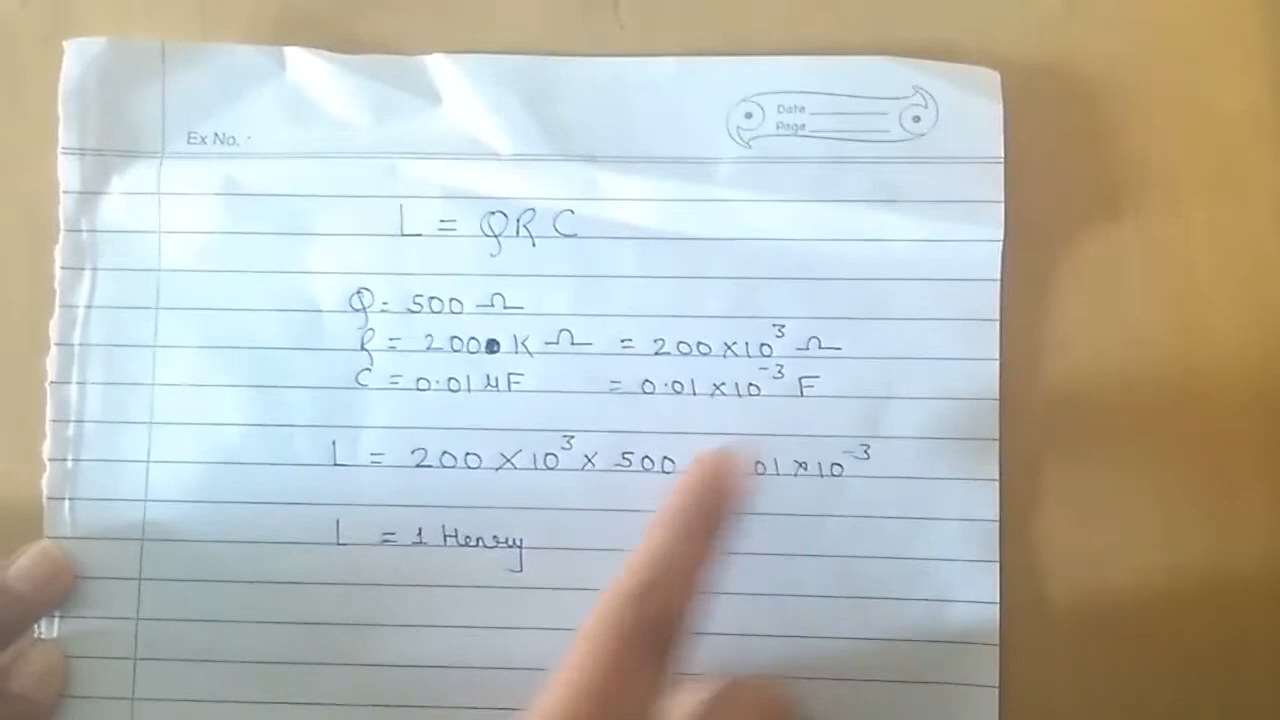 Date
Page
Ex No. :
L = QRC
Q = 500 Ω
R = 200 K Ω = 200 × 10³ Ω
C = 0.01 µF = 0.01 × 10⁻³ F
L = 200 × 10³ × 500 01 × 10⁻³
L = 1 Henry